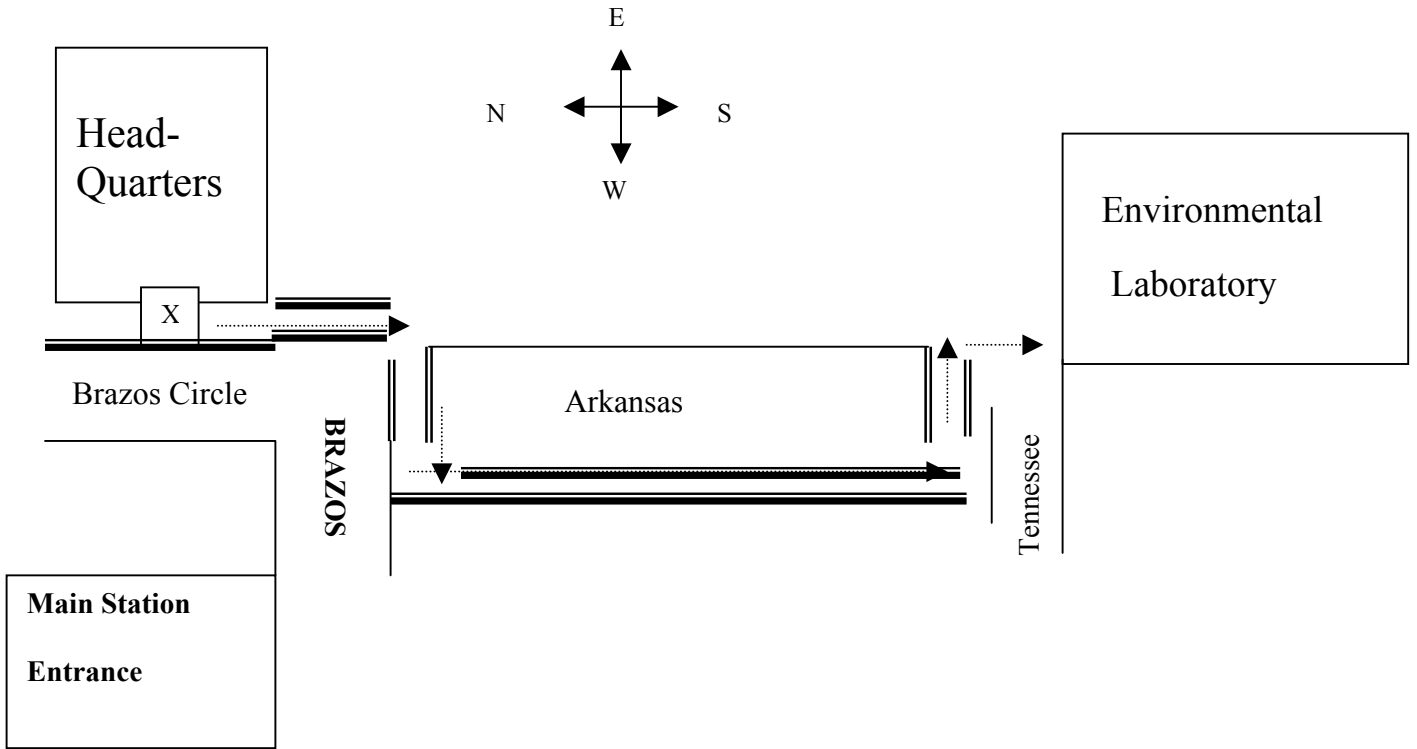 E
N
S
W
Head-
Quarters
X
Environmental
Laboratory
Brazos Circle
BRAZOS
Arkansas
Tennessee
Main Station
Entrance